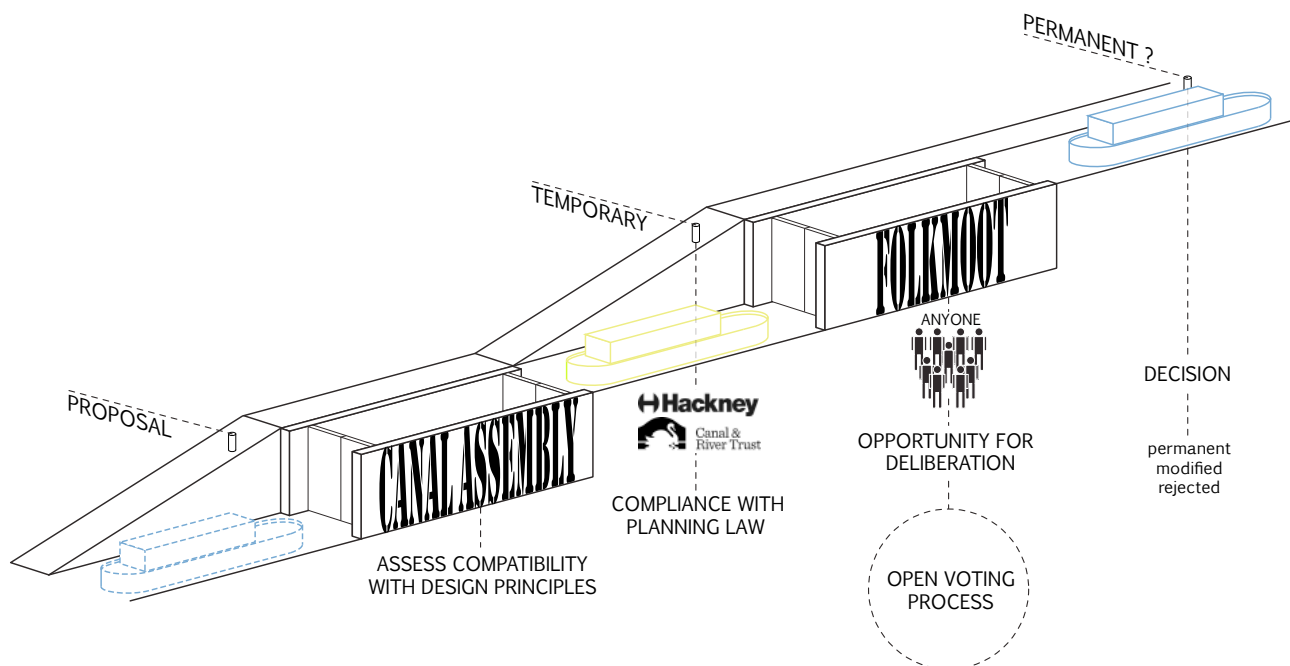 PROPOSAL
CANAL ASSEMBLY
ASSESS COMPATIBILITY
WITH DESIGN PRINCIPLES
TEMPORARY
Hackney
Canal &
River Trust
COMPLIANCE WITH
PLANNING LAW
FOLKMOOT
ANYONE
OPPORTUNITY FOR
DELIBERATION
OPEN VOTING
PROCESS
PERMANENT ?
DECISION
permanent
modified
rejected